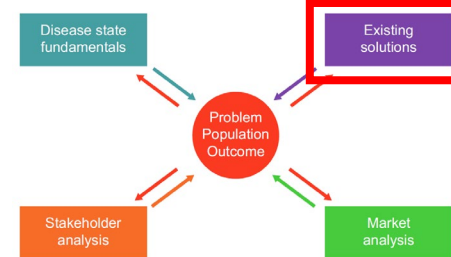 Disease state
fundamentals
Existing
solutions
Problem
Population
Outcome
Stakeholder
analysis
Market
analysis